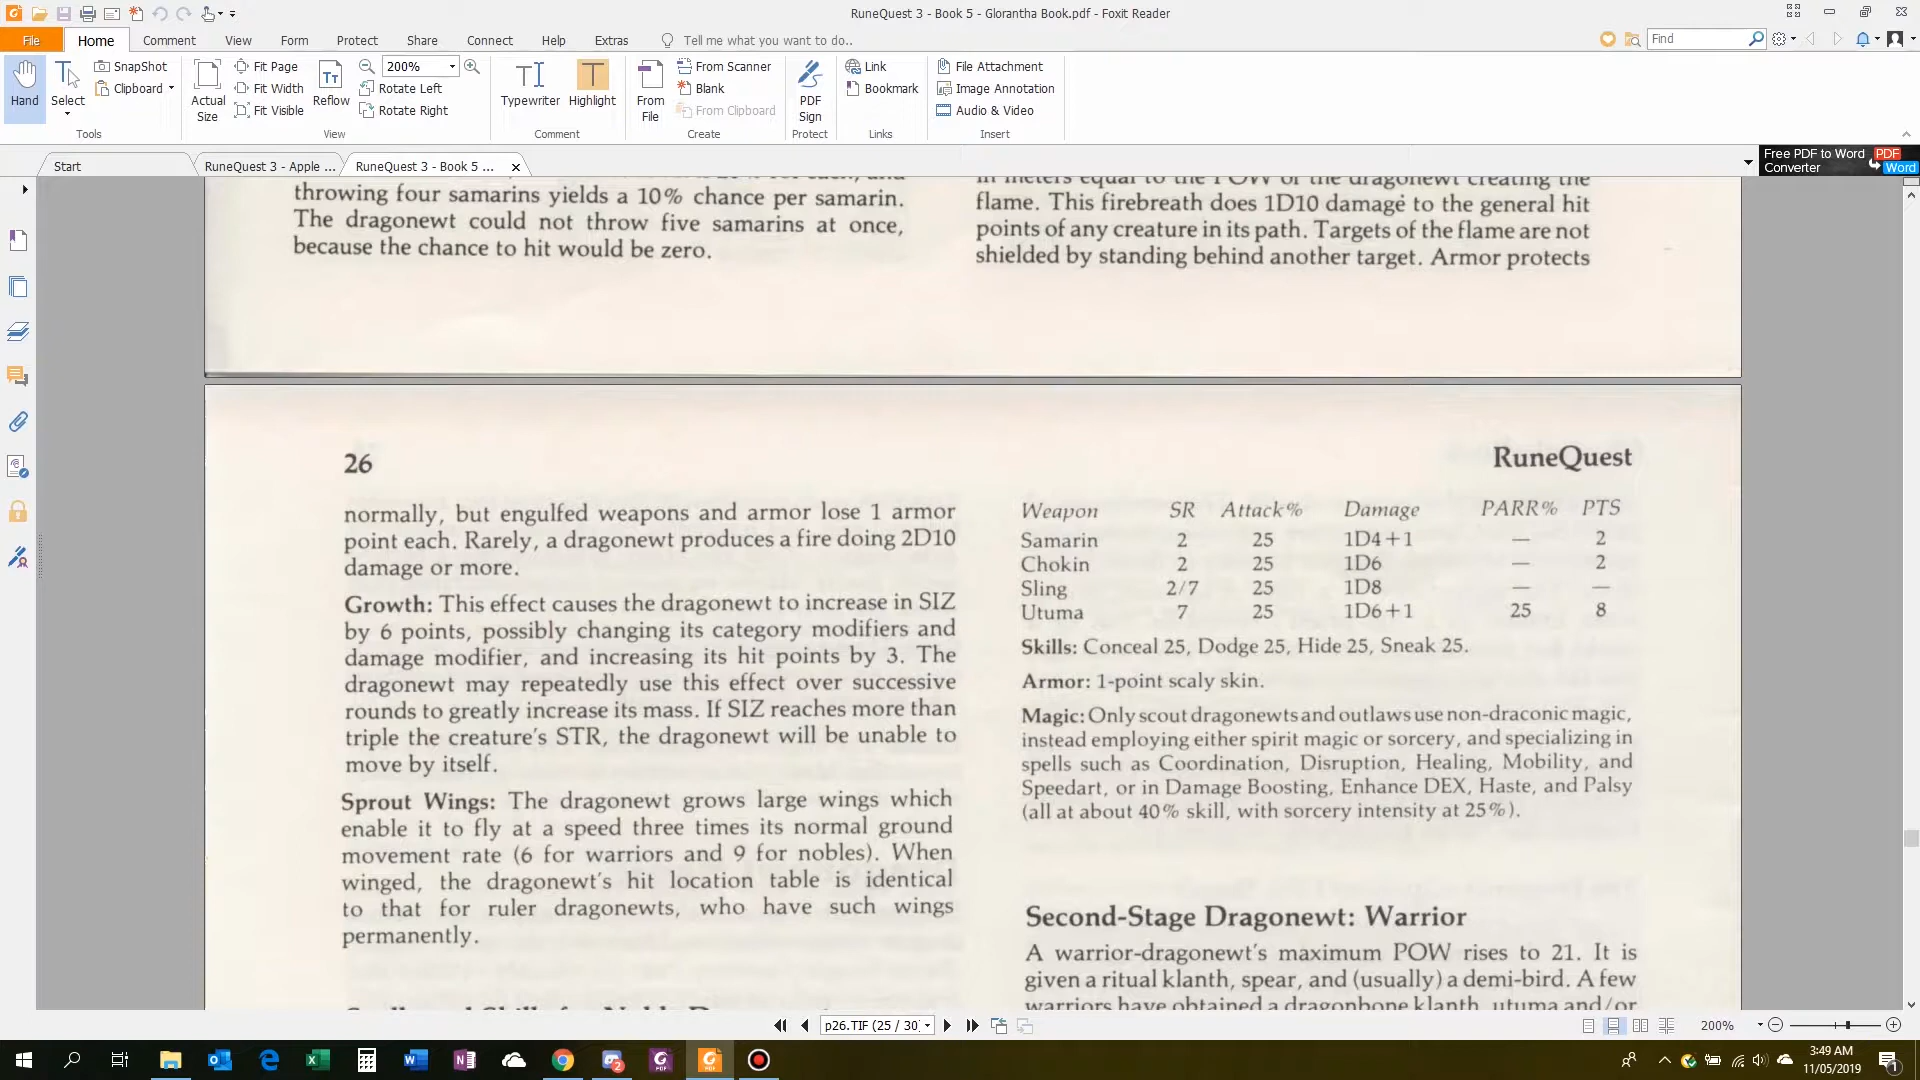 RuneQuest 3 - Book 5 - Glorantha Book.pdf - Foxit Reader
File
Home
Comment
View
Form
Protect
Share
Connect
Help
Extras
Tell me what you want to do..
Find
Hand
Select
SnapShot
Clipboard
Tools
Actual
Size
Fit Page
Fit Width
Fit Visible
Reflow
200%
Rotate Left
Rotate Right
View
Typewriter
Highlight
Comment
From
File
From Scanner
Blank
From Clipboard
Create
PDF
Sign
Protect
Link
Bookmark
Links
File Attachment
Image Annotation
Audio & Video
Insert
Start
RuneQuest 3 - Apple ...
RuneQuest 3 - Book 5 ...
Free PDF to Word
Converter
PDF
Word
throwing four samarins yields a 10% chance per samarin.
The dragonewt could not throw five samarins at once,
because the chance to hit would be zero.
in meters equal to the POW of the dragonewt creating the
flame. This firebreath does 1D10 damage to the general hit
points of any creature in its path. Targets of the flame are not
shielded by standing behind another target. Armor protects
26
RuneQuest
normally, but engulfed weapons and armor lose 1 armor
point each. Rarely, a dragonewt produces a fire doing 2D10
damage or more.
Growth: This effect causes the dragonewt to increase in SIZ
by 6 points, possibly changing its category modifiers and
damage modifier, and increasing its hit points by 3. The
dragonewt may repeatedly use this effect over successive
rounds to greatly increase its mass. If SIZ reaches more than
triple the creature's STR, the dragonewt will be unable to
move by itself.
Sprout Wings: The dragonewt grows large wings which
enable it to fly at a speed three times its normal ground
movement rate (6 for warriors and 9 for nobles). When
winged, the dragonewt's hit location table is identical
to that for ruler dragonewts, who have such wings
permanently.
Weapon SR Attack% Damage PARR% PTS
Samarin 2 25 1D4+1 — 2
Chokin 2 25 1D6 — 2
Sling 2/7 25 1D8 — —
Utuma 7 25 1D6+1 25 8
Skills: Conceal 25, Dodge 25, Hide 25, Sneak 25.
Armor: 1-point scaly skin.
Magic: Only scout dragonewts and outlaws use non-draconic magic,
instead employing either spirit magic or sorcery, and specializing in
spells such as Coordination, Disruption, Healing, Mobility, and
Speedart, or in Damage Boosting, Enhance DEX, Haste, and Palsy
(all at about 40% skill, with sorcery intensity at 25%).
Second-Stage Dragonewt: Warrior
A warrior-dragonewt's maximum POW rises to 21. It is
given a ritual klanth, spear, and (usually) a demi-bird. A few
warriors have obtained a dragonbone klanth, utuma and/or
p26.TIF (25 / 30)
200%
3:49 AM
11/05/2019